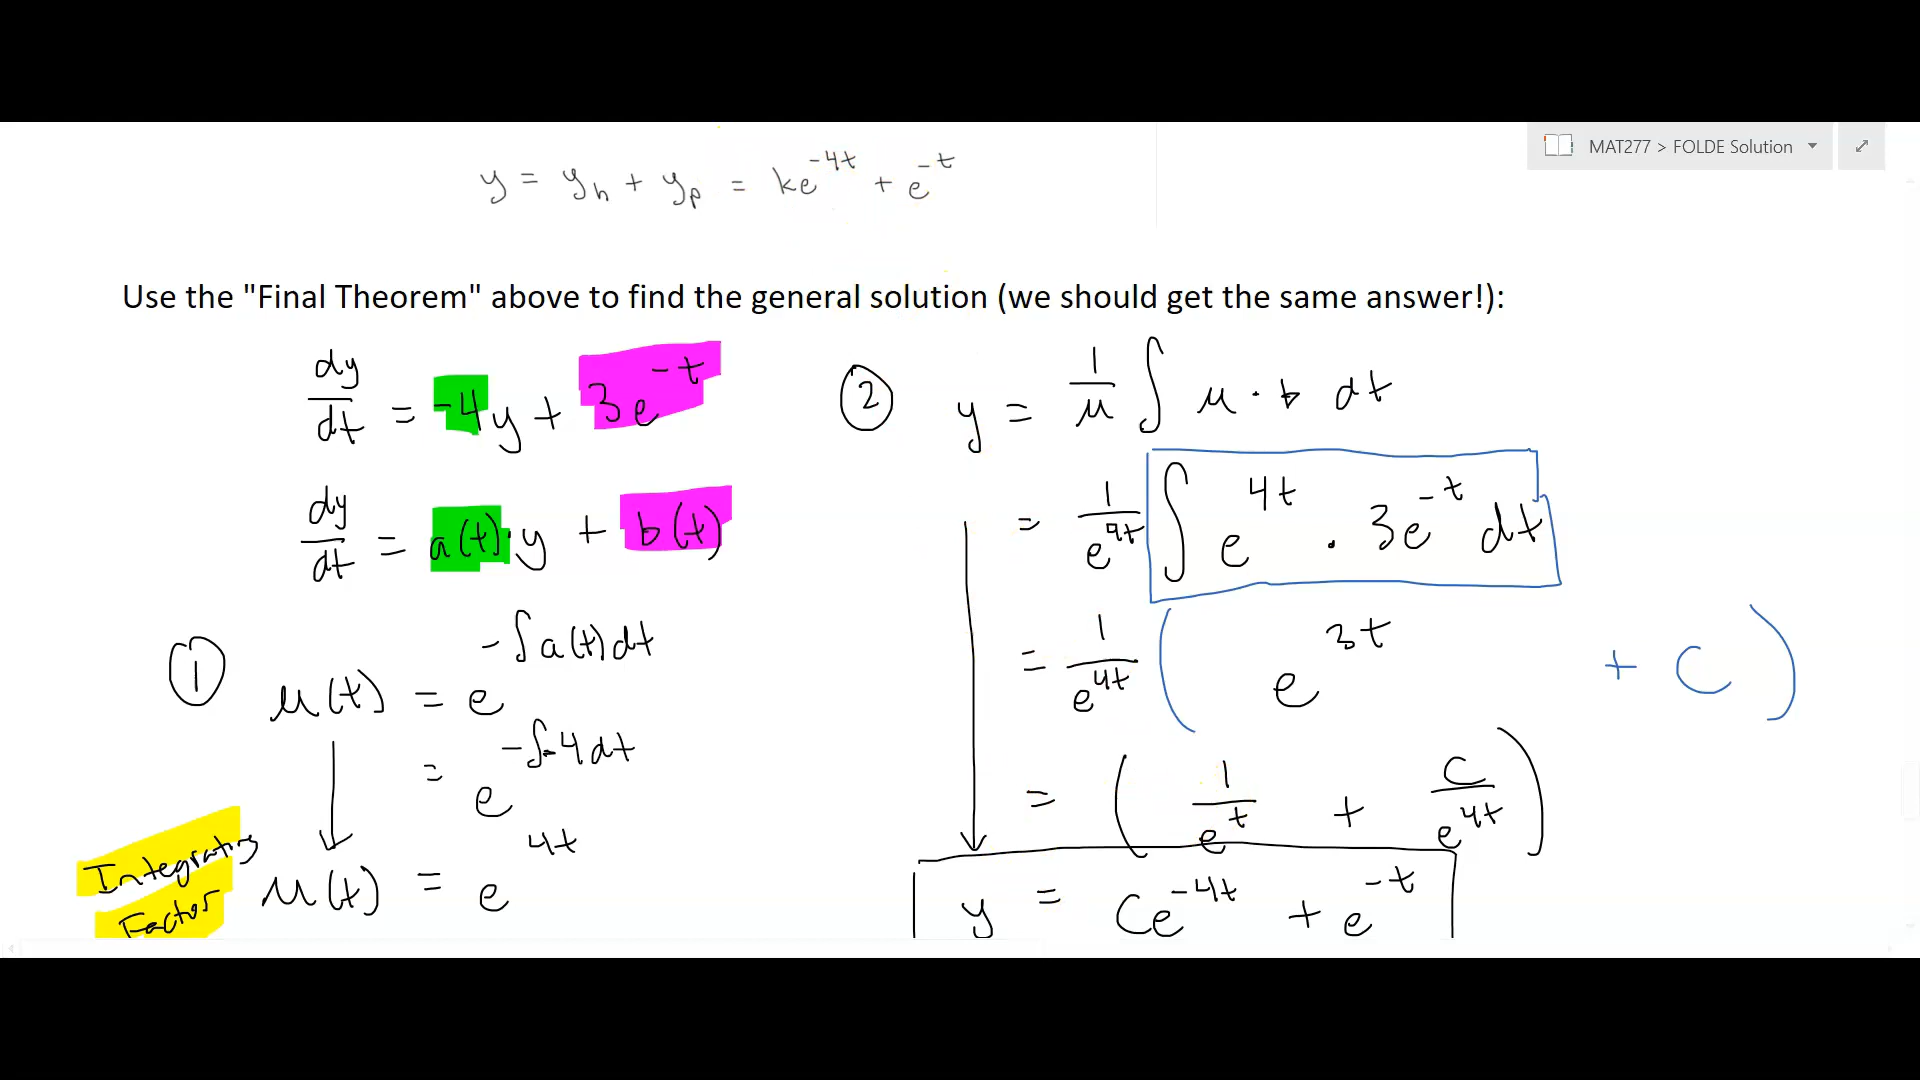 MAT277 > FOLDE Solution
y = y_h + y_p = ke^{-4t} + e^{-t}
Use the "Final Theorem" above to find the general solution (we should get the same answer!):
dy/dt = -4y + 3e^{-t}
dy/dt = a(t)·y + b(t)
① μ(t) = e^{-∫a(t)dt}
= e^{-∫-4dt}
Integrating
Factor
μ(t) = e^{4t}
② y = 1/μ ∫ μ · b dt
= 1/e^{4t} ∫ e^{4t} · 3e^{-t} dt
= 1/e^{4t} ( e^{3t} + C )
= ( 1/e^t + C/e^{4t} )
y = Ce^{-4t} + e^{-t}